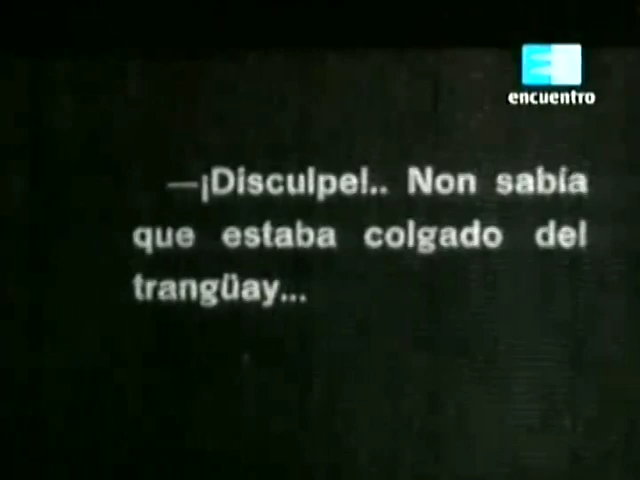 encuentro
—¡Disculpe!.. Non sabía
que estaba colgado del
trangüay...